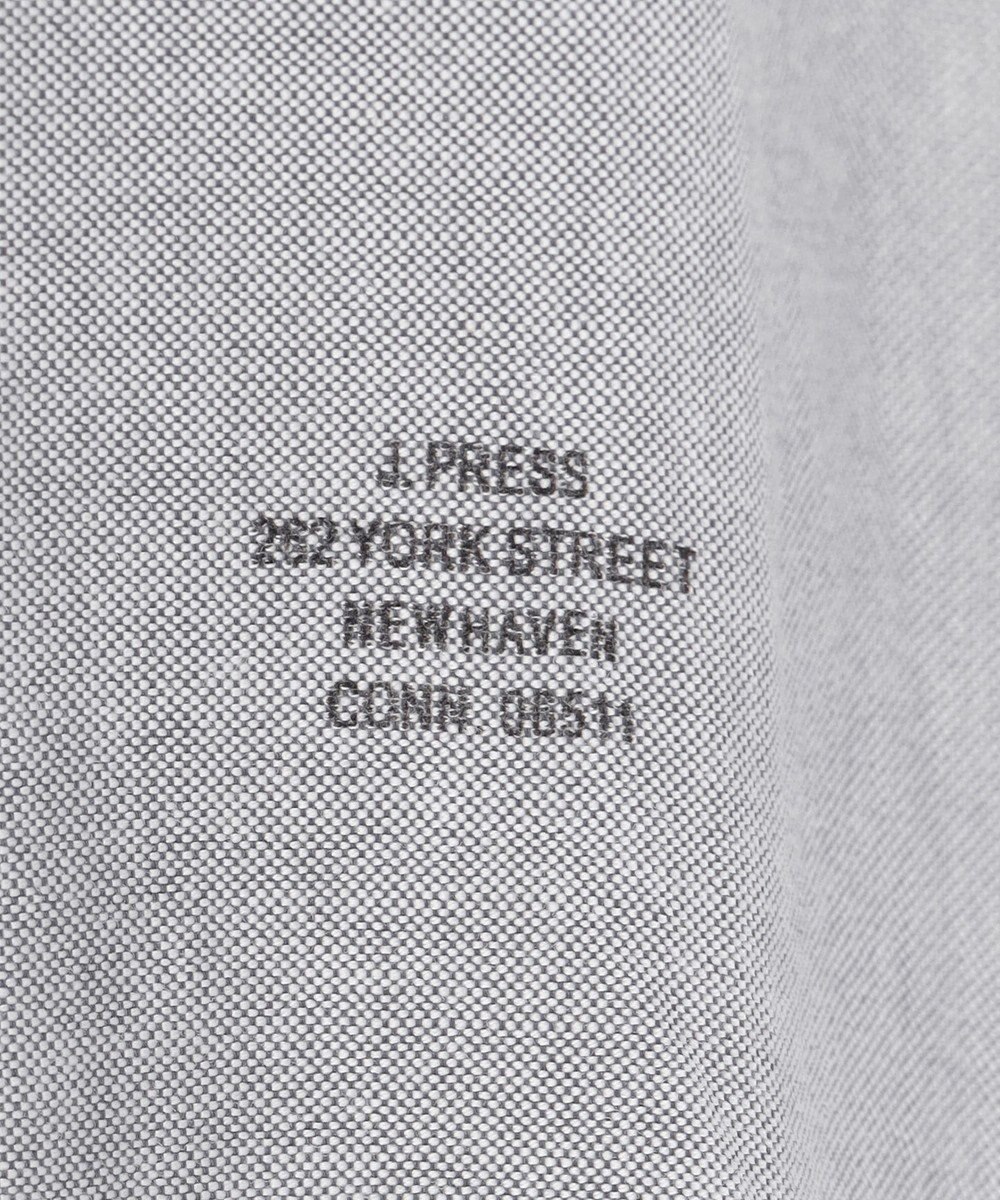 J. PRESS
262 YORK STREET
NEW HAVEN
CONN. 06511